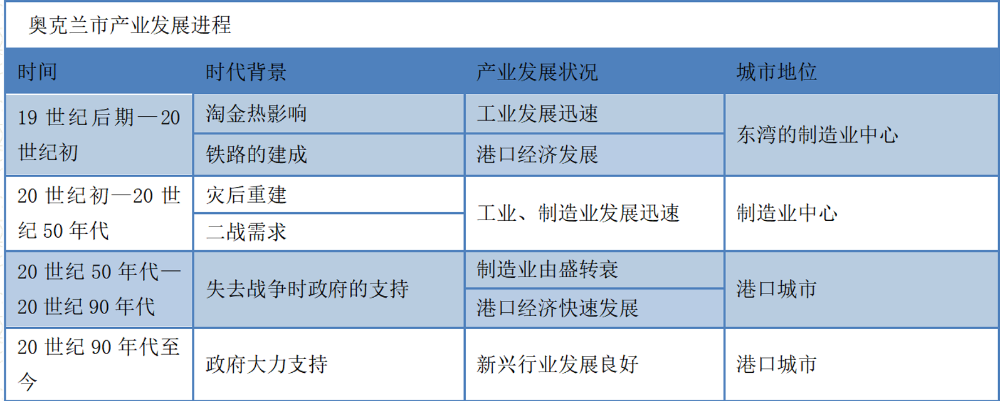 奥克兰市产业发展进程
时间 时代背景 产业发展状况 城市地位
19 世纪后期—20
世纪初
淘金热影响
铁路的建成
工业发展迅速
港口经济发展
东湾的制造业中心
20 世纪初—20 世
纪 50 年代
灾后重建
二战需求
工业、制造业发展迅速
制造业中心
20 世纪 50 年代—
20 世纪 90 年代
失去战争时政府的支持
制造业由盛转衰
港口经济快速发展
港口城市
20 世纪 90 年代至
今
政府大力支持
新兴行业发展良好
港口城市